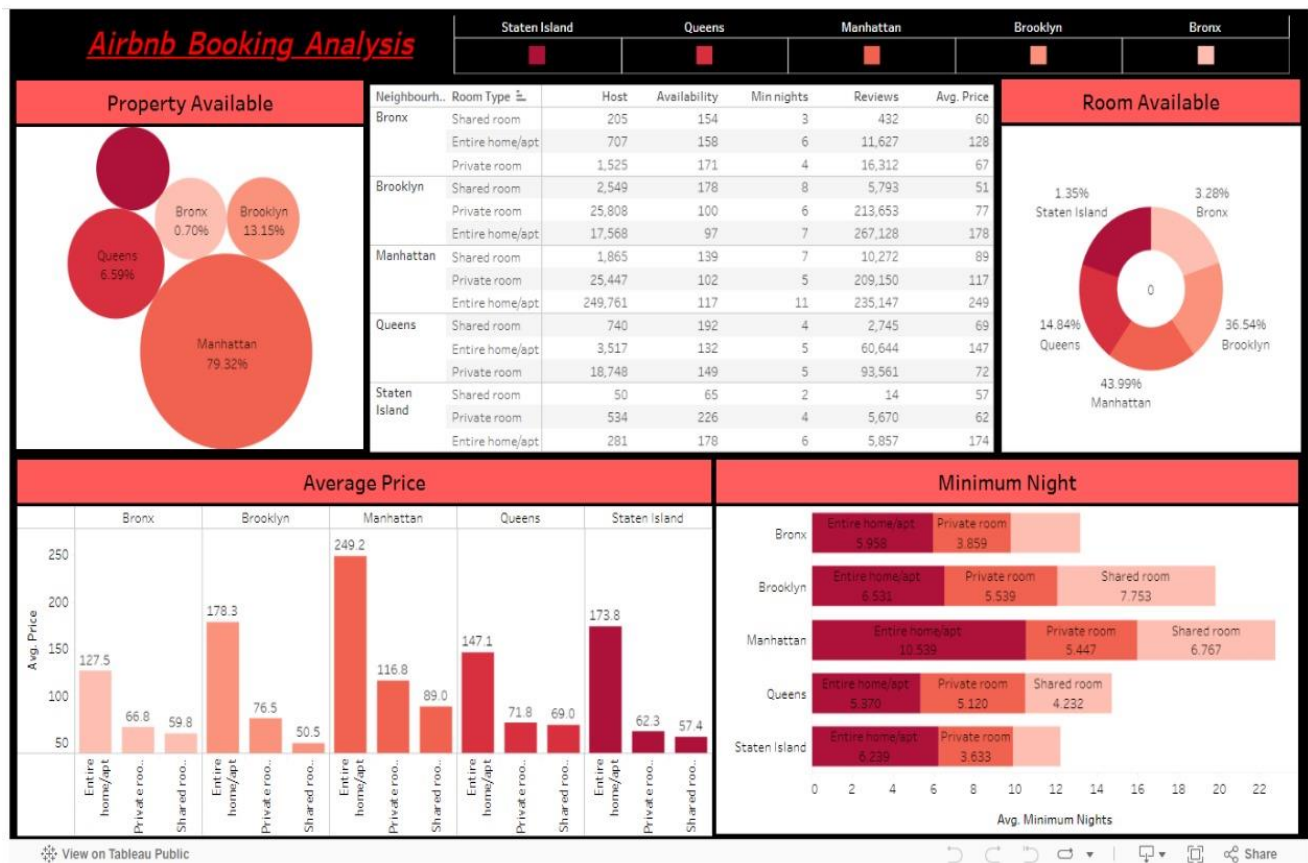 Airbnb Booking Analysis
Staten Island Queens Manhattan Brooklyn Bronx
Property Available
Bronx
0.70%
Brooklyn
13.15%
Queens
6.59%
Manhattan
79.32%
Neighbourh.. Room Type Host Availability Min nights Reviews Avg. Price
Bronx Shared room 205 154 3 432 60
Entire home/apt 707 158 6 11,627 128
Private room 1,525 171 4 16,312 67
Brooklyn Shared room 2,549 178 8 5,793 51
Private room 25,808 100 6 213,653 77
Entire home/apt 17,568 97 7 267,128 178
Manhattan Shared room 1,865 139 7 10,272 89
Private room 25,447 102 5 209,150 117
Entire home/apt 249,761 117 11 235,147 249
Queens Shared room 740 192 4 2,745 69
Entire home/apt 3,517 132 5 60,644 147
Private room 18,748 149 5 93,561 72
Staten Island Shared room 50 65 2 14 57
Private room 534 226 4 5,670 62
Entire home/apt 281 178 6 5,857 174
Room Available
1.35%
Staten Island
3.28%
Bronx
0
14.84%
Queens
36.54%
Brooklyn
43.99%
Manhattan
Average Price
Bronx Brooklyn Manhattan Queens Staten Island
Avg. Price
250
200
150
100
50
127.5 66.8 59.8
178.3 76.5 50.5
249.2 116.8 89.0
147.1 71.8 69.0
173.8 62.3 57.4
Entire home/apt Private roo.. Shared roo..
Entire home/apt Private roo.. Shared roo..
Entire home/apt Private roo.. Shared roo..
Entire home/apt Private roo.. Shared roo..
Entire home/apt Private roo.. Shared roo..
Minimum Night
Bronx Entire home/apt Private room
5.958 3.859
Brooklyn Entire home/apt Private room Shared room
6.531 5.539 7.753
Manhattan Entire home/apt Private room Shared room
10.539 5.447 6.767
Queens Entire home/apt Private room Shared room
5.370 5.120 4.232
Staten Island Entire home/apt Private room
6.239 3.633
0 2 4 6 8 10 12 14 16 18 20 22
Avg. Minimum Nights
View on Tableau Public
Share